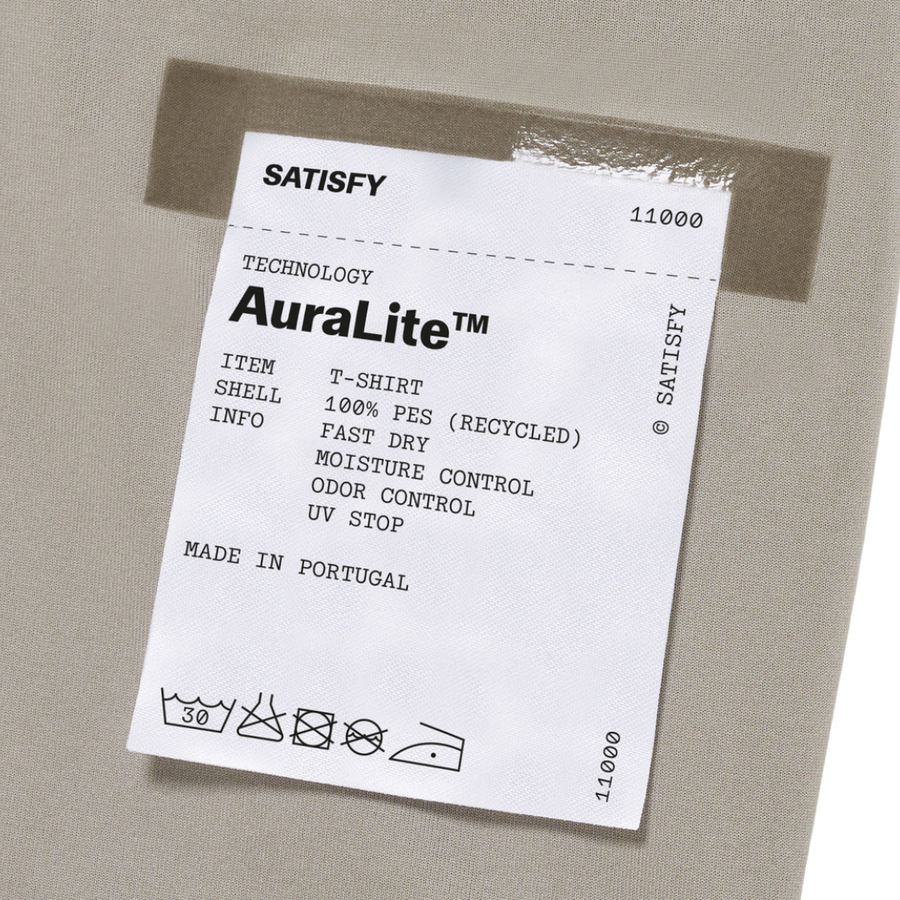 SATISFY
11000
TECHNOLOGY
AuraLite™
ITEM T-SHIRT
SHELL 100% PES (RECYCLED)
INFO FAST DRY
MOISTURE CONTROL
ODOR CONTROL
UV STOP
MADE IN PORTUGAL
© SATISFY
30
11000